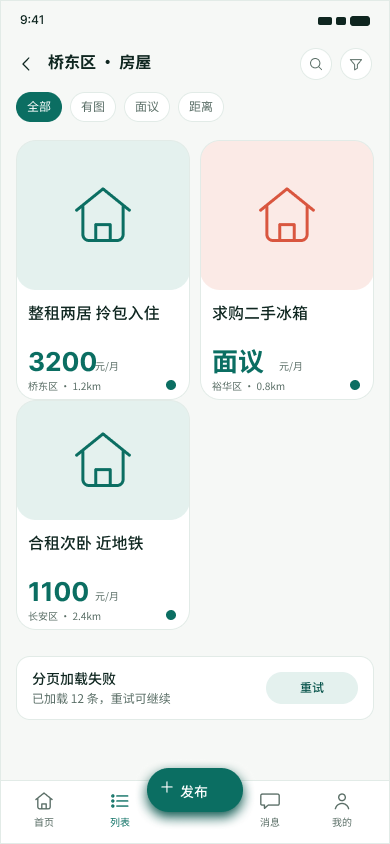 9:41
桥东区 · 房屋
全部 有图 面议 距离
整租两居 拎包入住
3200元/月
桥东区 · 1.2km
求购二手冰箱
面议 元/月
裕华区 · 0.8km
合租次卧 近地铁
1100 元/月
长安区 · 2.4km
分页加载失败
已加载 12 条，重试可继续
重试
首页 列表 + 发布 消息 我的